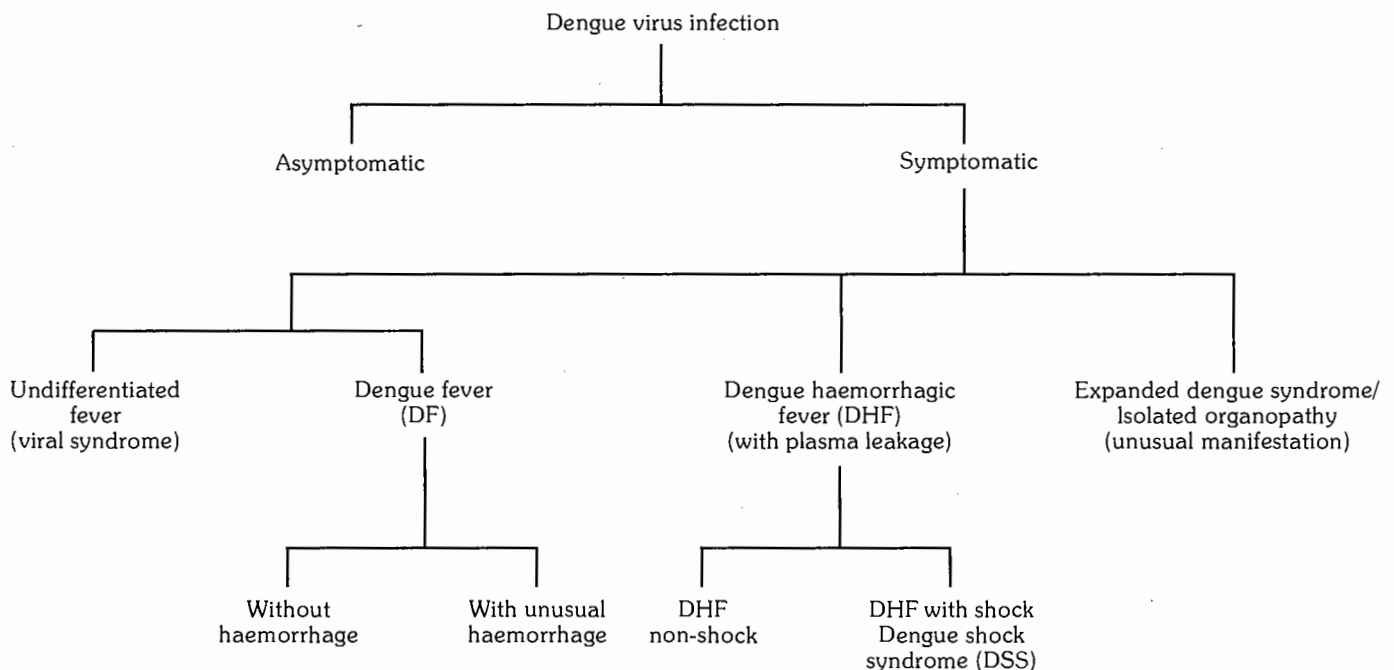 Dengue virus infection
Asymptomatic
Symptomatic
Undifferentiated
fever
(viral syndrome)
Dengue fever
(DF)
Dengue haemorrhagic
fever (DHF)
(with plasma leakage)
Expanded dengue syndrome/
Isolated organopathy
(unusual manifestation)
Without
haemorrhage
With unusual
haemorrhage
DHF
non-shock
DHF with shock
Dengue shock
syndrome (DSS)